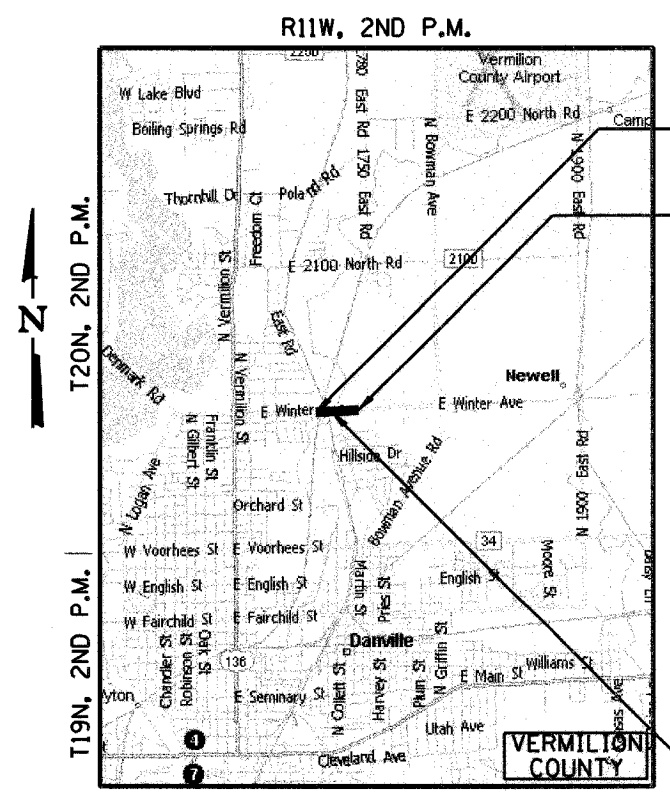 R11W, 2ND P.M.
2200
1780 East Rd
Vermilion
County Airport
W Lake Blvd
E 2200 North Rd
Camp
Boiling Springs Rd
N Bowman Ave
N 1900 East Rd
Thornhill Dr
Freedom Ct
Poland Rd
1750 East Rd
T20N, 2ND P.M.
N Vermilion St
E 2100 North Rd
2100
N
East Rd
Denmark Rd
N Vermilion St
Newell
E Winter
E Winter Ave
N Gilbert St
Franklin St
Hillside Dr
Bowman Avenue Rd
N 1900 East Rd
N Logan Ave
Orchard St
34
W Voorhees St
E Voorhees St
Moore St
W English St
E English St
Martin St
Pries St
English St
T19N, 2ND P.M.
W Fairchild St
E Fairchild St
Danville
Chandler St
Robinson St
Oak St
136
N Griffin St
E Main St
Williams St
E Seminary St
N Collett St
Harvey St
Plum St
Utah Ave
4
7
Cleveland Ave
VERMILION
COUNTY